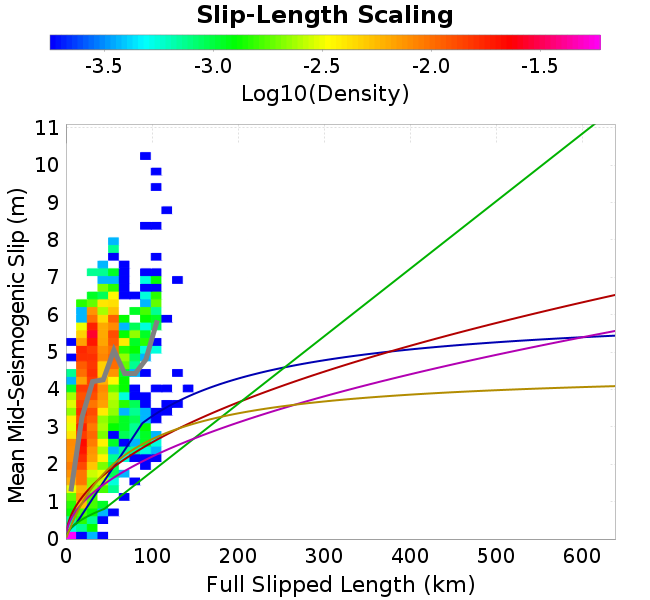 Slip-Length Scaling
-3.5 -3.0 -2.5 -2.0 -1.5
Log10(Density)
11
10
9
8
7
6
5
4
3
2
1
0
Mean Mid-Seismogenic Slip (m)
0 100 200 300 400 500 600
Full Slipped Length (km)